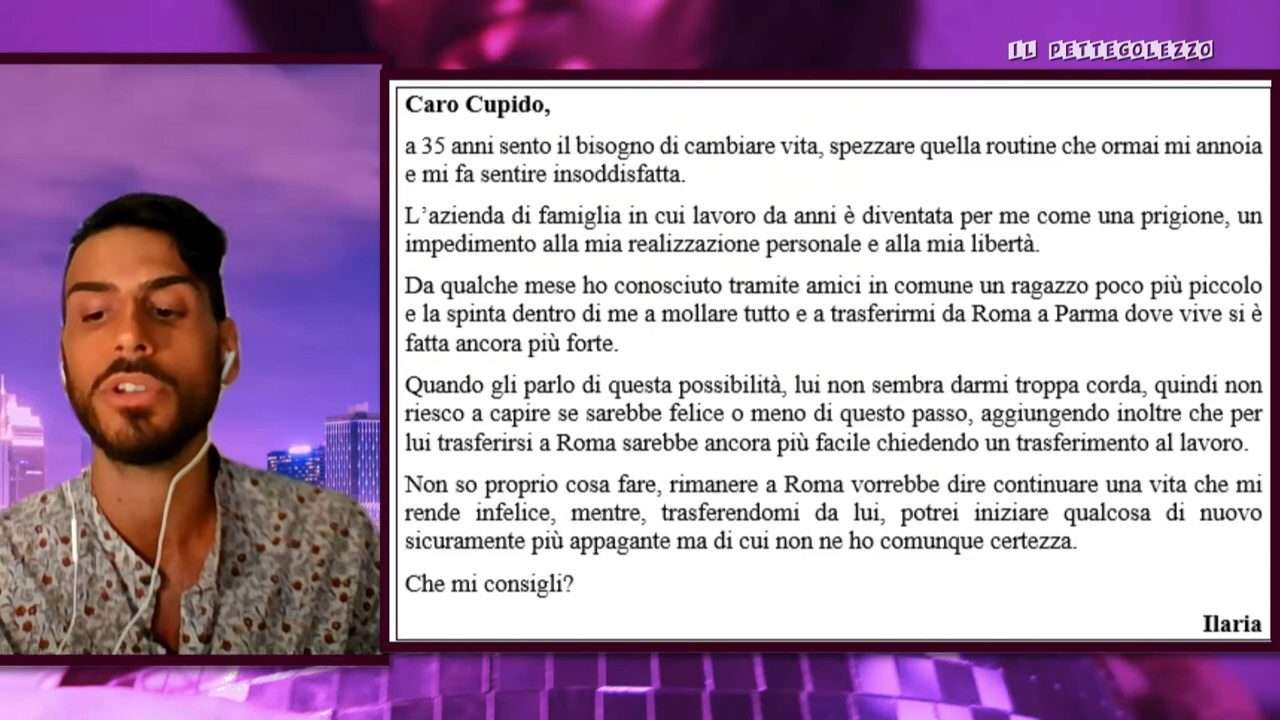 IL PETTEGOLEZZO
Caro Cupido,
a 35 anni sento il bisogno di cambiare vita, spezzare quella routine che ormai mi annoia
e mi fa sentire insoddisfatta.
L'azienda di famiglia in cui lavoro da anni è diventata per me come una prigione, un
impedimento alla mia realizzazione personale e alla mia libertà.
Da qualche mese ho conosciuto tramite amici in comune un ragazzo poco più piccolo
e la spinta dentro di me a mollare tutto e a trasferirmi da Roma a Parma dove vive si è
fatta ancora più forte.
Quando gli parlo di questa possibilità, lui non sembra darmi troppa corda, quindi non
riesco a capire se sarebbe felice o meno di questo passo, aggiungendo inoltre che per
lui trasferirsi a Roma sarebbe ancora più facile chiedendo un trasferimento al lavoro.
Non so proprio cosa fare, rimanere a Roma vorrebbe dire continuare una vita che mi
rende infelice, mentre, trasferendomi da lui, potrei iniziare qualcosa di nuovo
sicuramente più appagante ma di cui non ne ho comunque certezza.
Che mi consigli?
Ilaria